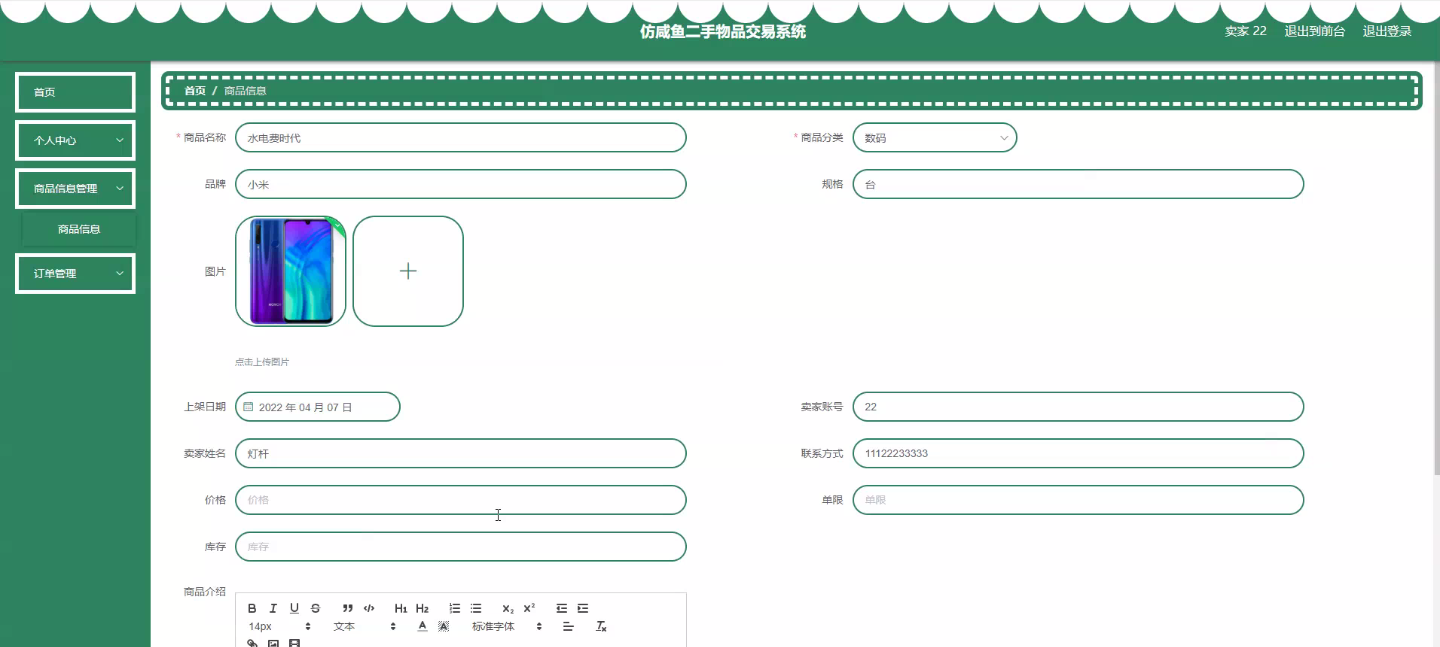 仿咸鱼二手物品交易系统
卖家 22 退出到前台 退出登录
首页
个人中心
商品信息管理
商品信息
订单管理
首页 / 商品信息
* 商品名称 水电费时代
* 商品分类 数码
品牌 小米
规格 台
图片
点击上传图片
上架日期 2022 年 04 月 07 日
卖家账号 22
卖家姓名 灯杆
联系方式 11122233333
价格 价格
单限 单限
库存 库存
商品介绍
B I U S H1 H2 X2 X2
14px 文本 A A 标准字体 Tx